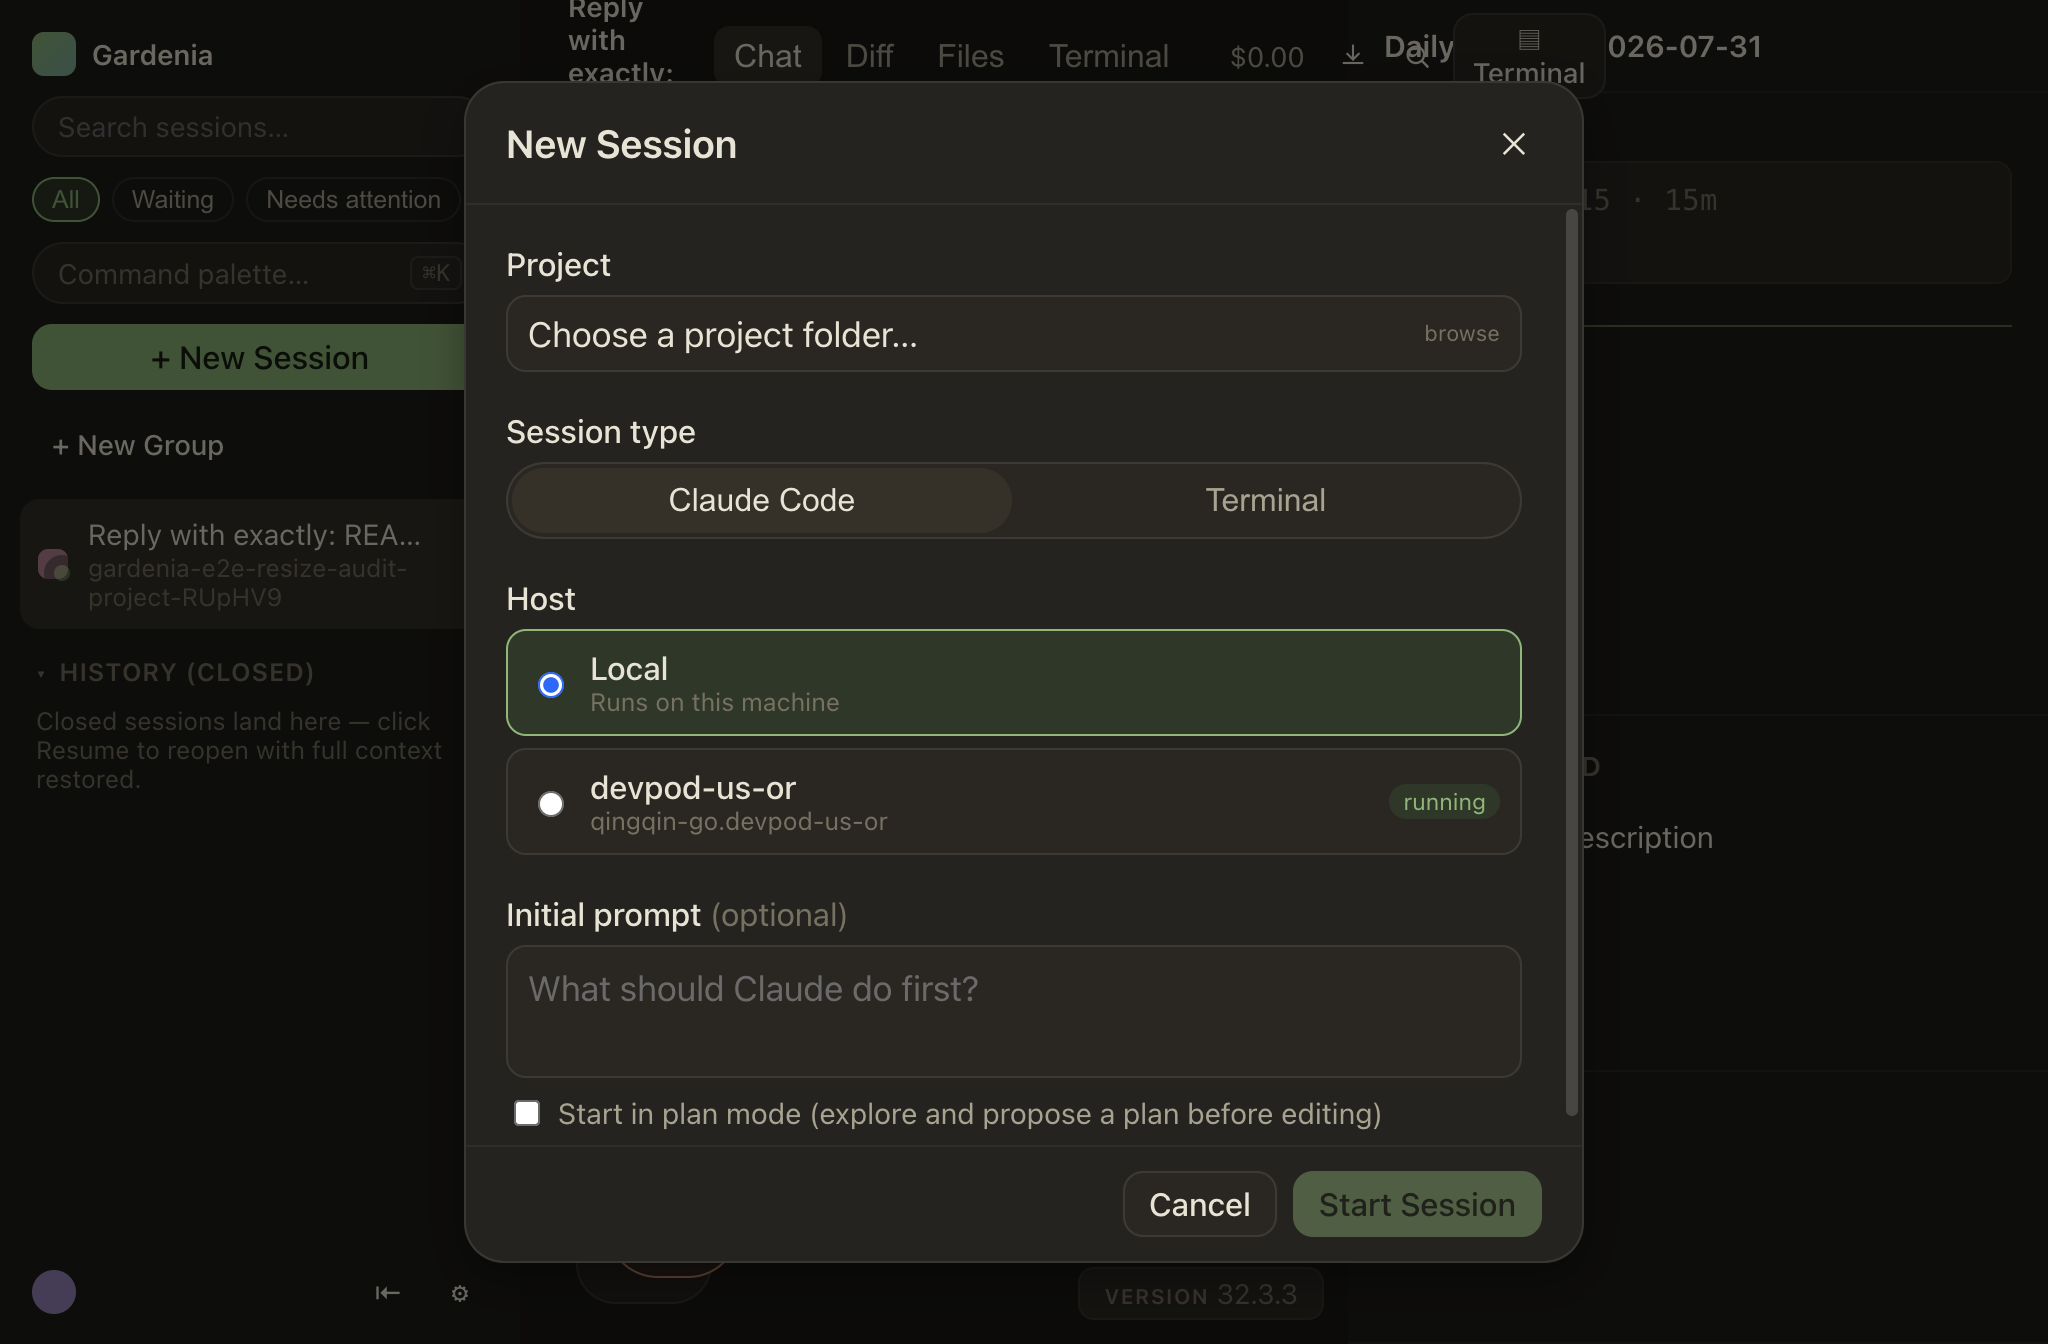 Gardenia
Search sessions...
All
Waiting
Needs attention
Command palette...
⌘K
+ New Session
+ New Group
Reply with exactly: REA...
gardenia-e2e-resize-audit-
project-RUpHV9
▾ HISTORY (CLOSED)
Closed sessions land here — click
Resume to reopen with full context
restored.
Reply
with
exactly:
Chat
Diff
Files
Terminal
$0.00
Daily
Terminal
026-07-31
15 · 15m
escription
VERSION 32.3.3
New Session
Project
Choose a project folder...
browse
Session type
Claude Code
Terminal
Host
Local
Runs on this machine
devpod-us-or
qingqin-go.devpod-us-or
running
Initial prompt (optional)
What should Claude do first?
Start in plan mode (explore and propose a plan before editing)
Cancel
Start Session